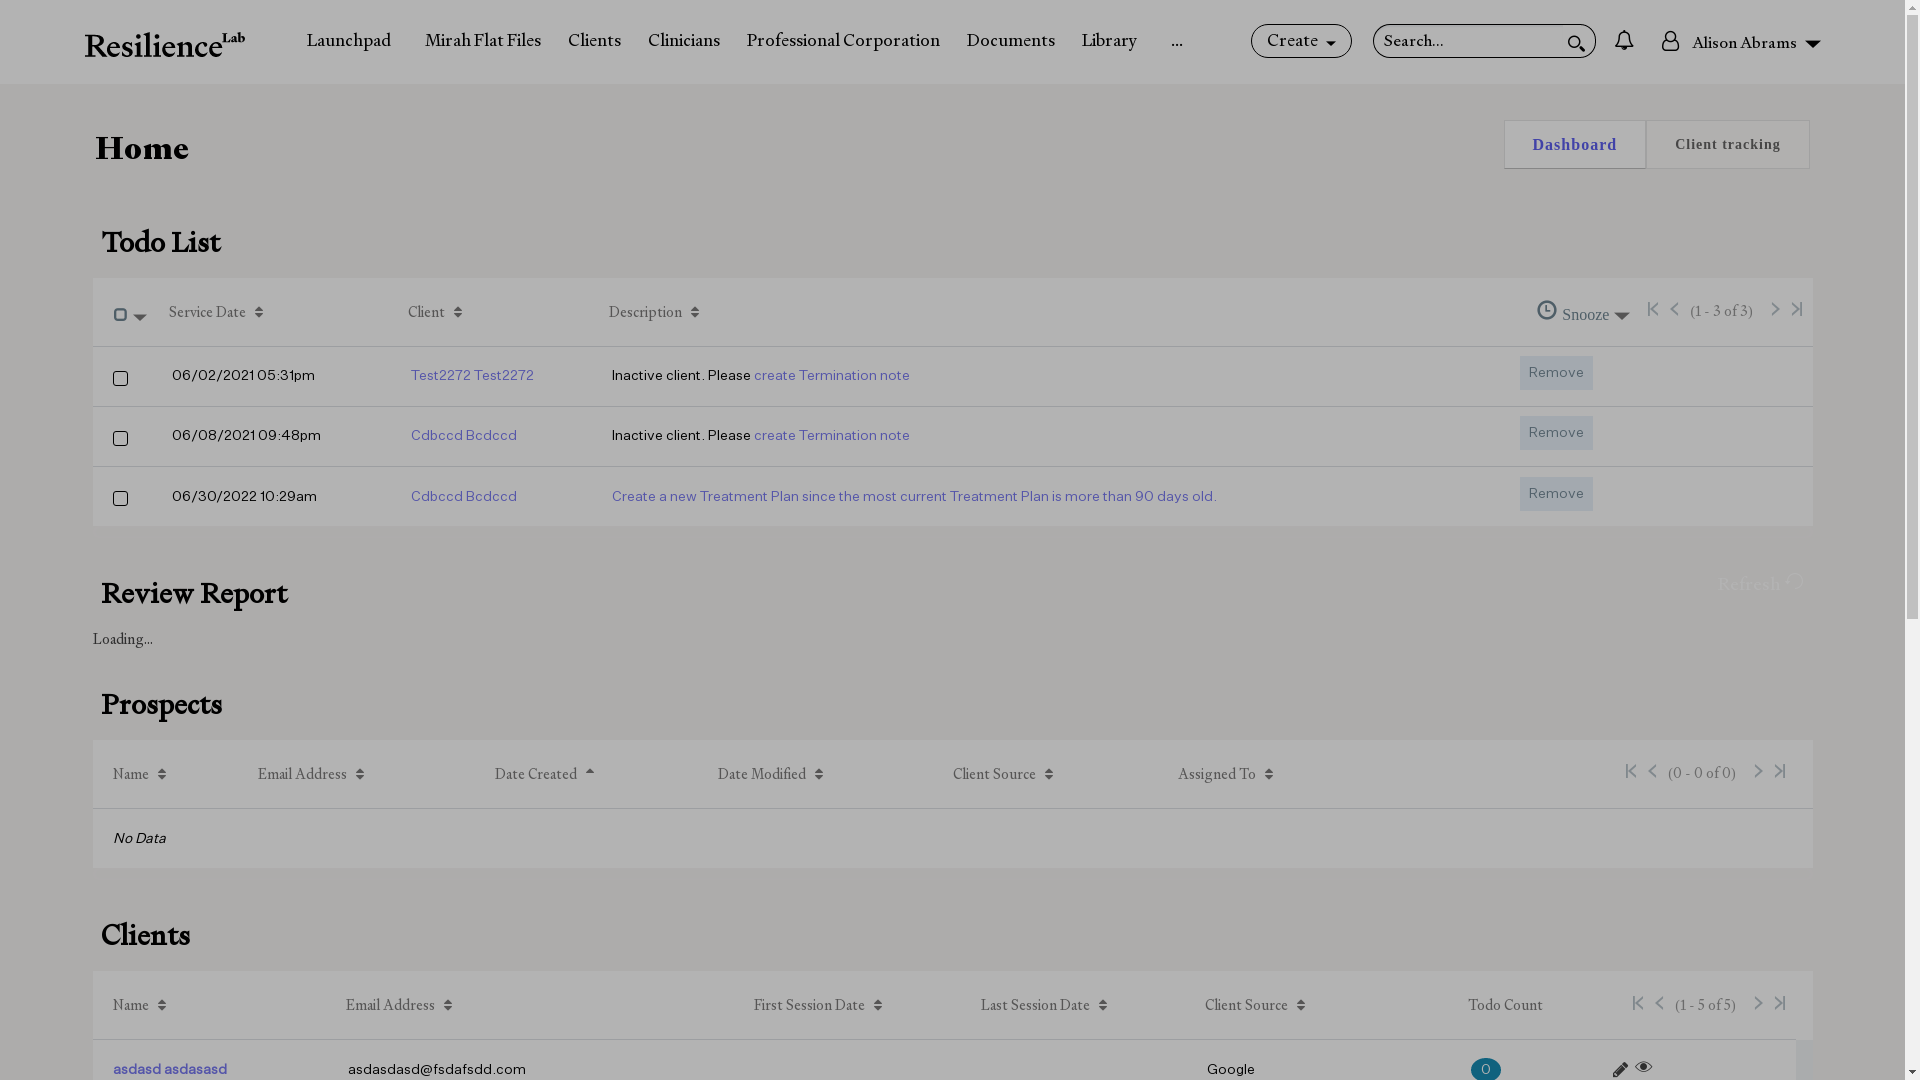 ResilienceLab Launchpad Mirah Flat Files Clients Clinicians Professional Corporation Documents Library ... Create Search... Alison Abrams
Home Dashboard Client tracking
Todo List
Service Date Client Description Snooze (1 - 3 of 3)
06/02/2021 05:31pm Test2272 Test2272 Inactive client. Please create Termination note Remove
06/08/2021 09:48pm Cdbccd Bcdccd Inactive client. Please create Termination note Remove
06/30/2022 10:29am Cdbccd Bcdccd Create a new Treatment Plan since the most current Treatment Plan is more than 90 days old. Remove
Review Report Refresh
Loading...
Prospects
Name Email Address Date Created Date Modified Client Source Assigned To (0 - 0 of 0)
No Data
Clients
Name Email Address First Session Date Last Session Date Client Source Todo Count (1 - 5 of 5)
asdasd asdasasd asdasdasd@fsdafsdd.com Google 0